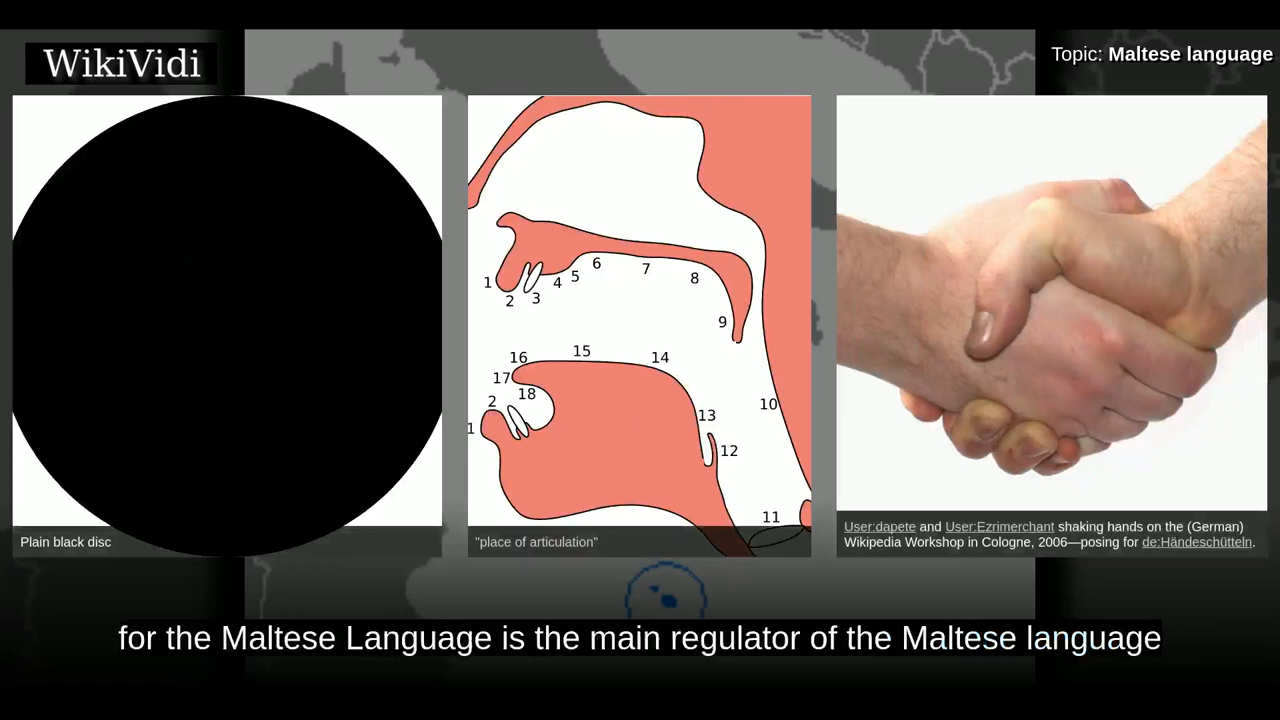 WikiVidi
Topic: Maltese language
1
2
3
4
5
6
7
8
9
10
16
15
14
17
18
2
1
13
12
11
Plain black disc
"place of articulation"
User:dapete and User:Ezrimerchant shaking hands on the (German)
Wikipedia Workshop in Cologne, 2006—posing for de:Händeschütteln.
for the Maltese Language is the main regulator of the Maltese language